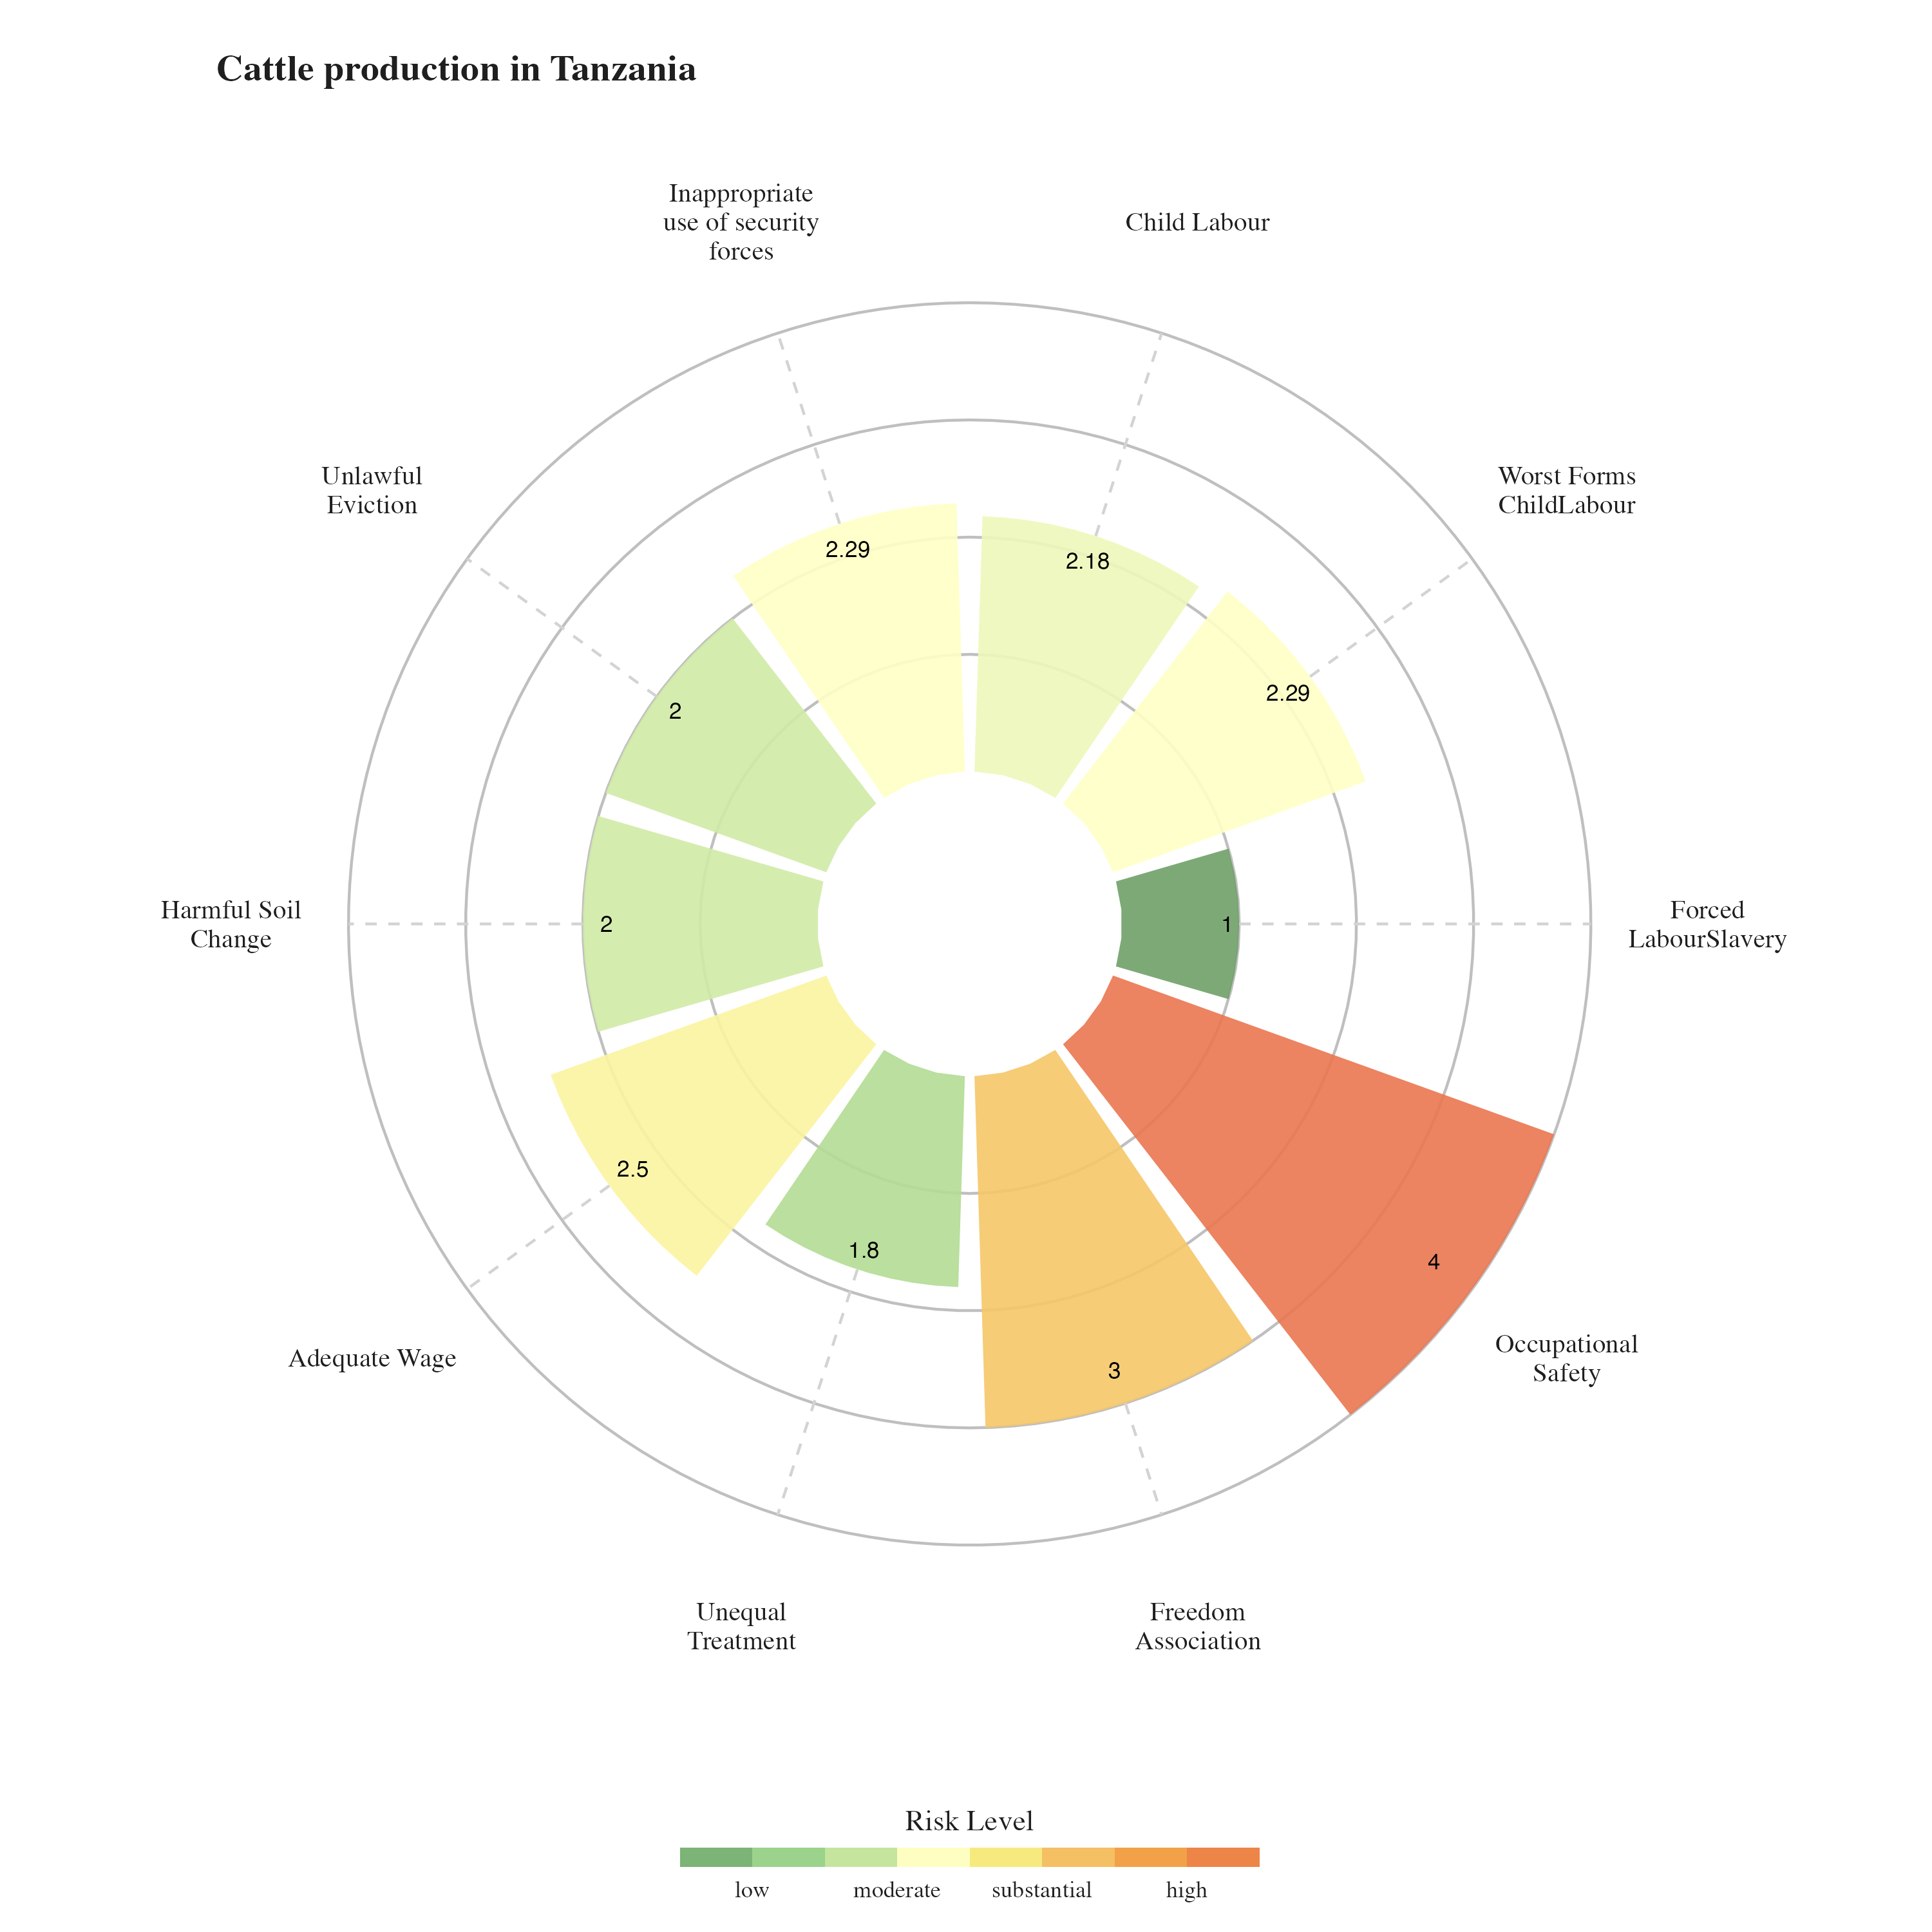 Cattle production in Tanzania
Inappropriate
use of security
forces
Child Labour
Unlawful
Eviction
Worst Forms
ChildLabour
2.29
2.18
2.29
2
Harmful Soil
Change
2
1
Forced
LabourSlavery
2.5
1.8
3
4
Adequate Wage
Occupational
Safety
Unequal
Treatment
Freedom
Association
Risk Level
low
moderate
substantial
high